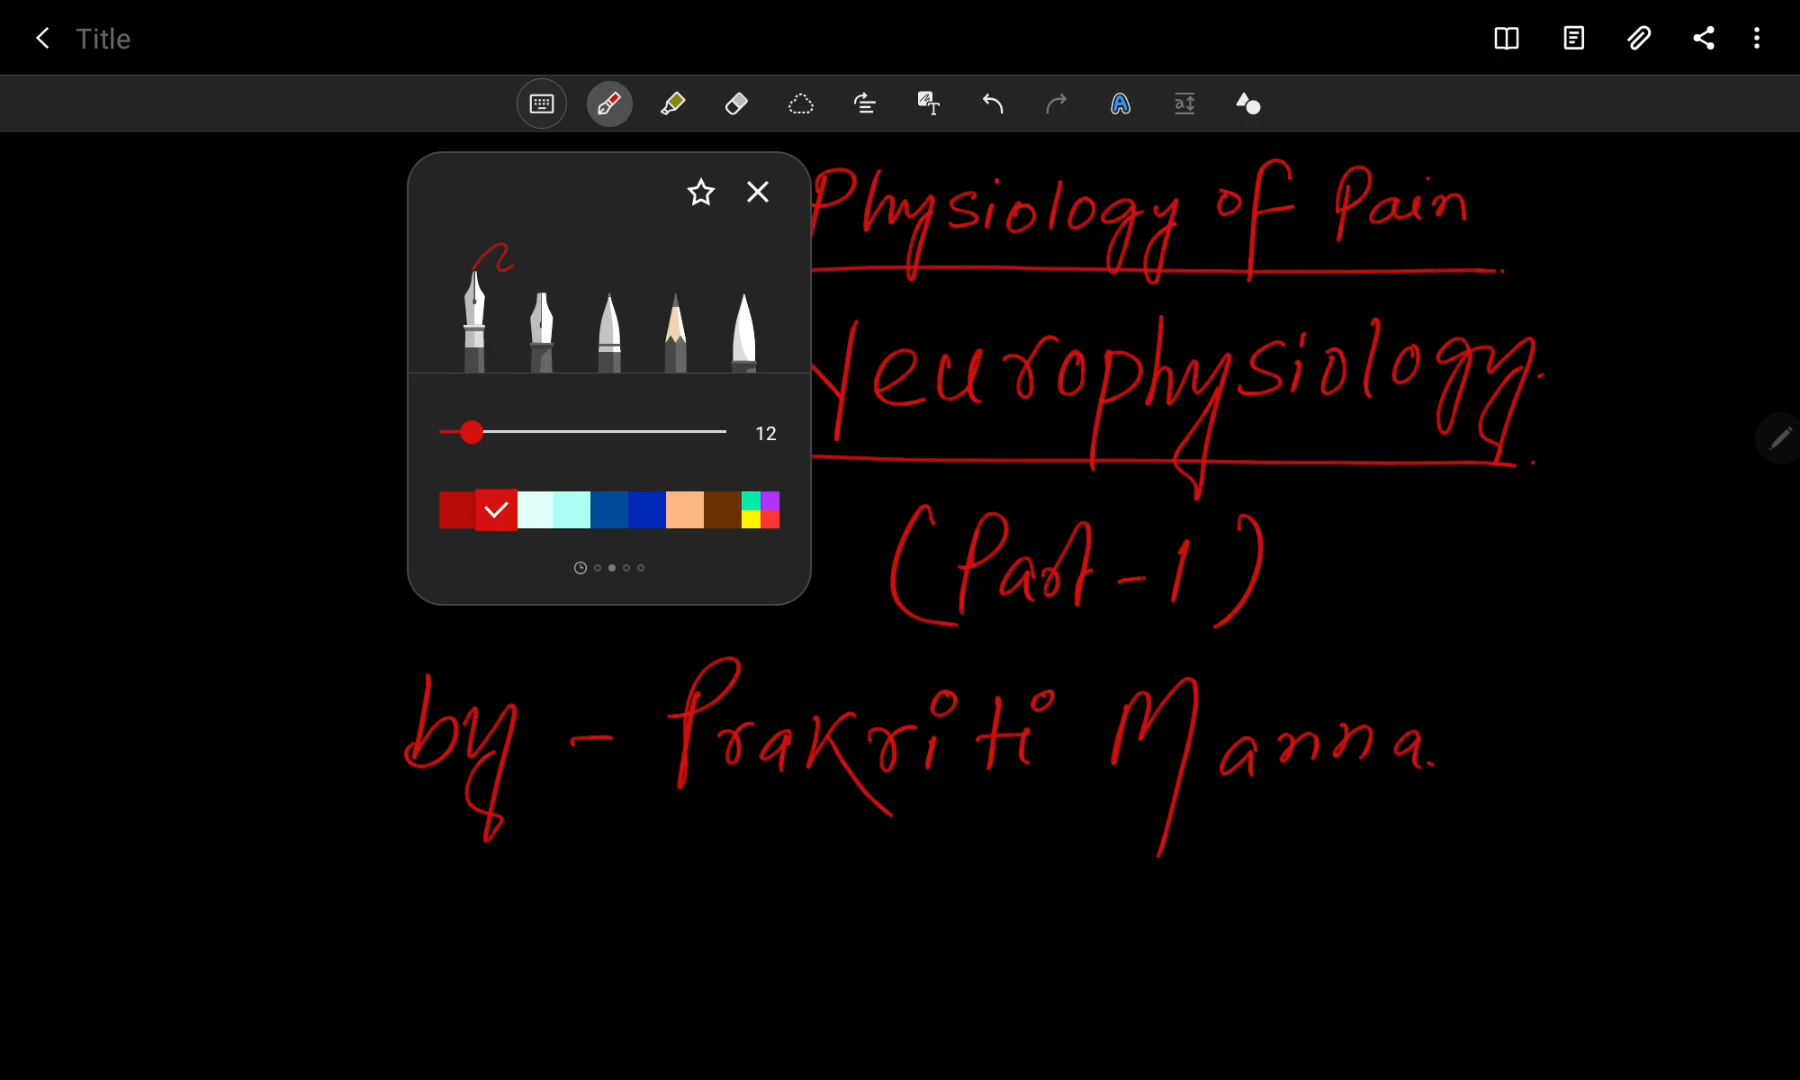 Title
Physiology of Pain
Neurophysiology.
12
(Part-1)
by - Prakriti Manna.